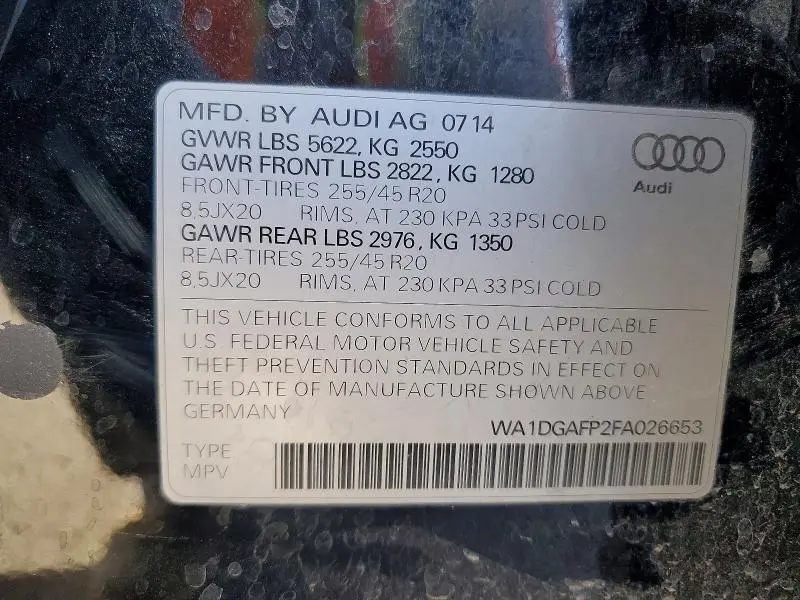 MFD. BY AUDI AG 0714
GVWR LBS 5622, KG 2550
GAWR FRONT LBS 2822, KG 1280
FRONT-TIRES 255/45 R20
8,5JX20 RIMS, AT 230 KPA 33 PSI COLD
GAWR REAR LBS 2976, KG 1350
REAR-TIRES 255/45 R20
8,5JX20 RIMS, AT 230 KPA 33 PSI COLD
Audi
THIS VEHICLE CONFORMS TO ALL APPLICABLE
U.S. FEDERAL MOTOR VEHICLE SAFETY AND
THEFT PREVENTION STANDARDS IN EFFECT ON
THE DATE OF MANUFACTURE SHOWN ABOVE
GERMANY
WA1DGAFP2FA026653
TYPE
MPV